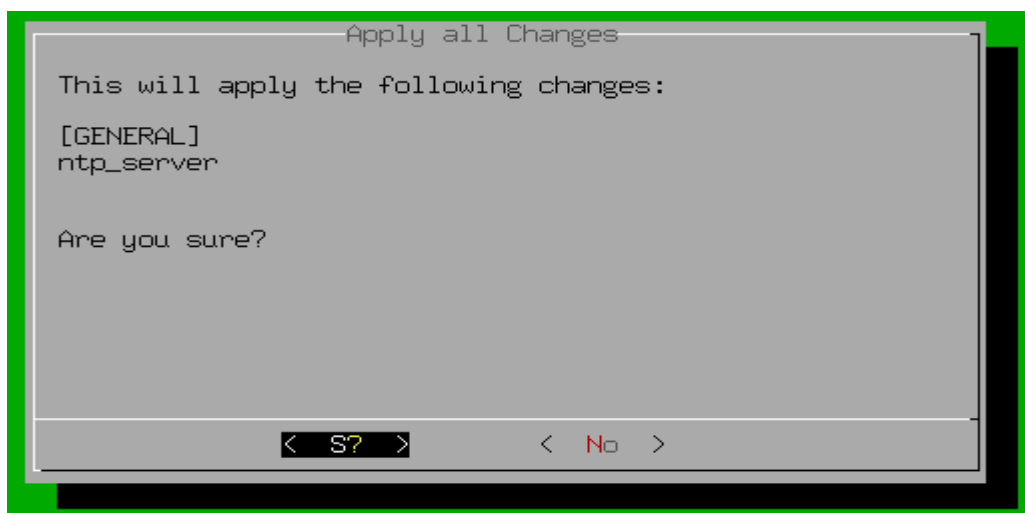 Apply all Changes
This will apply the following changes:
[GENERAL]
ntp_server
Are you sure?
< S? > < No >